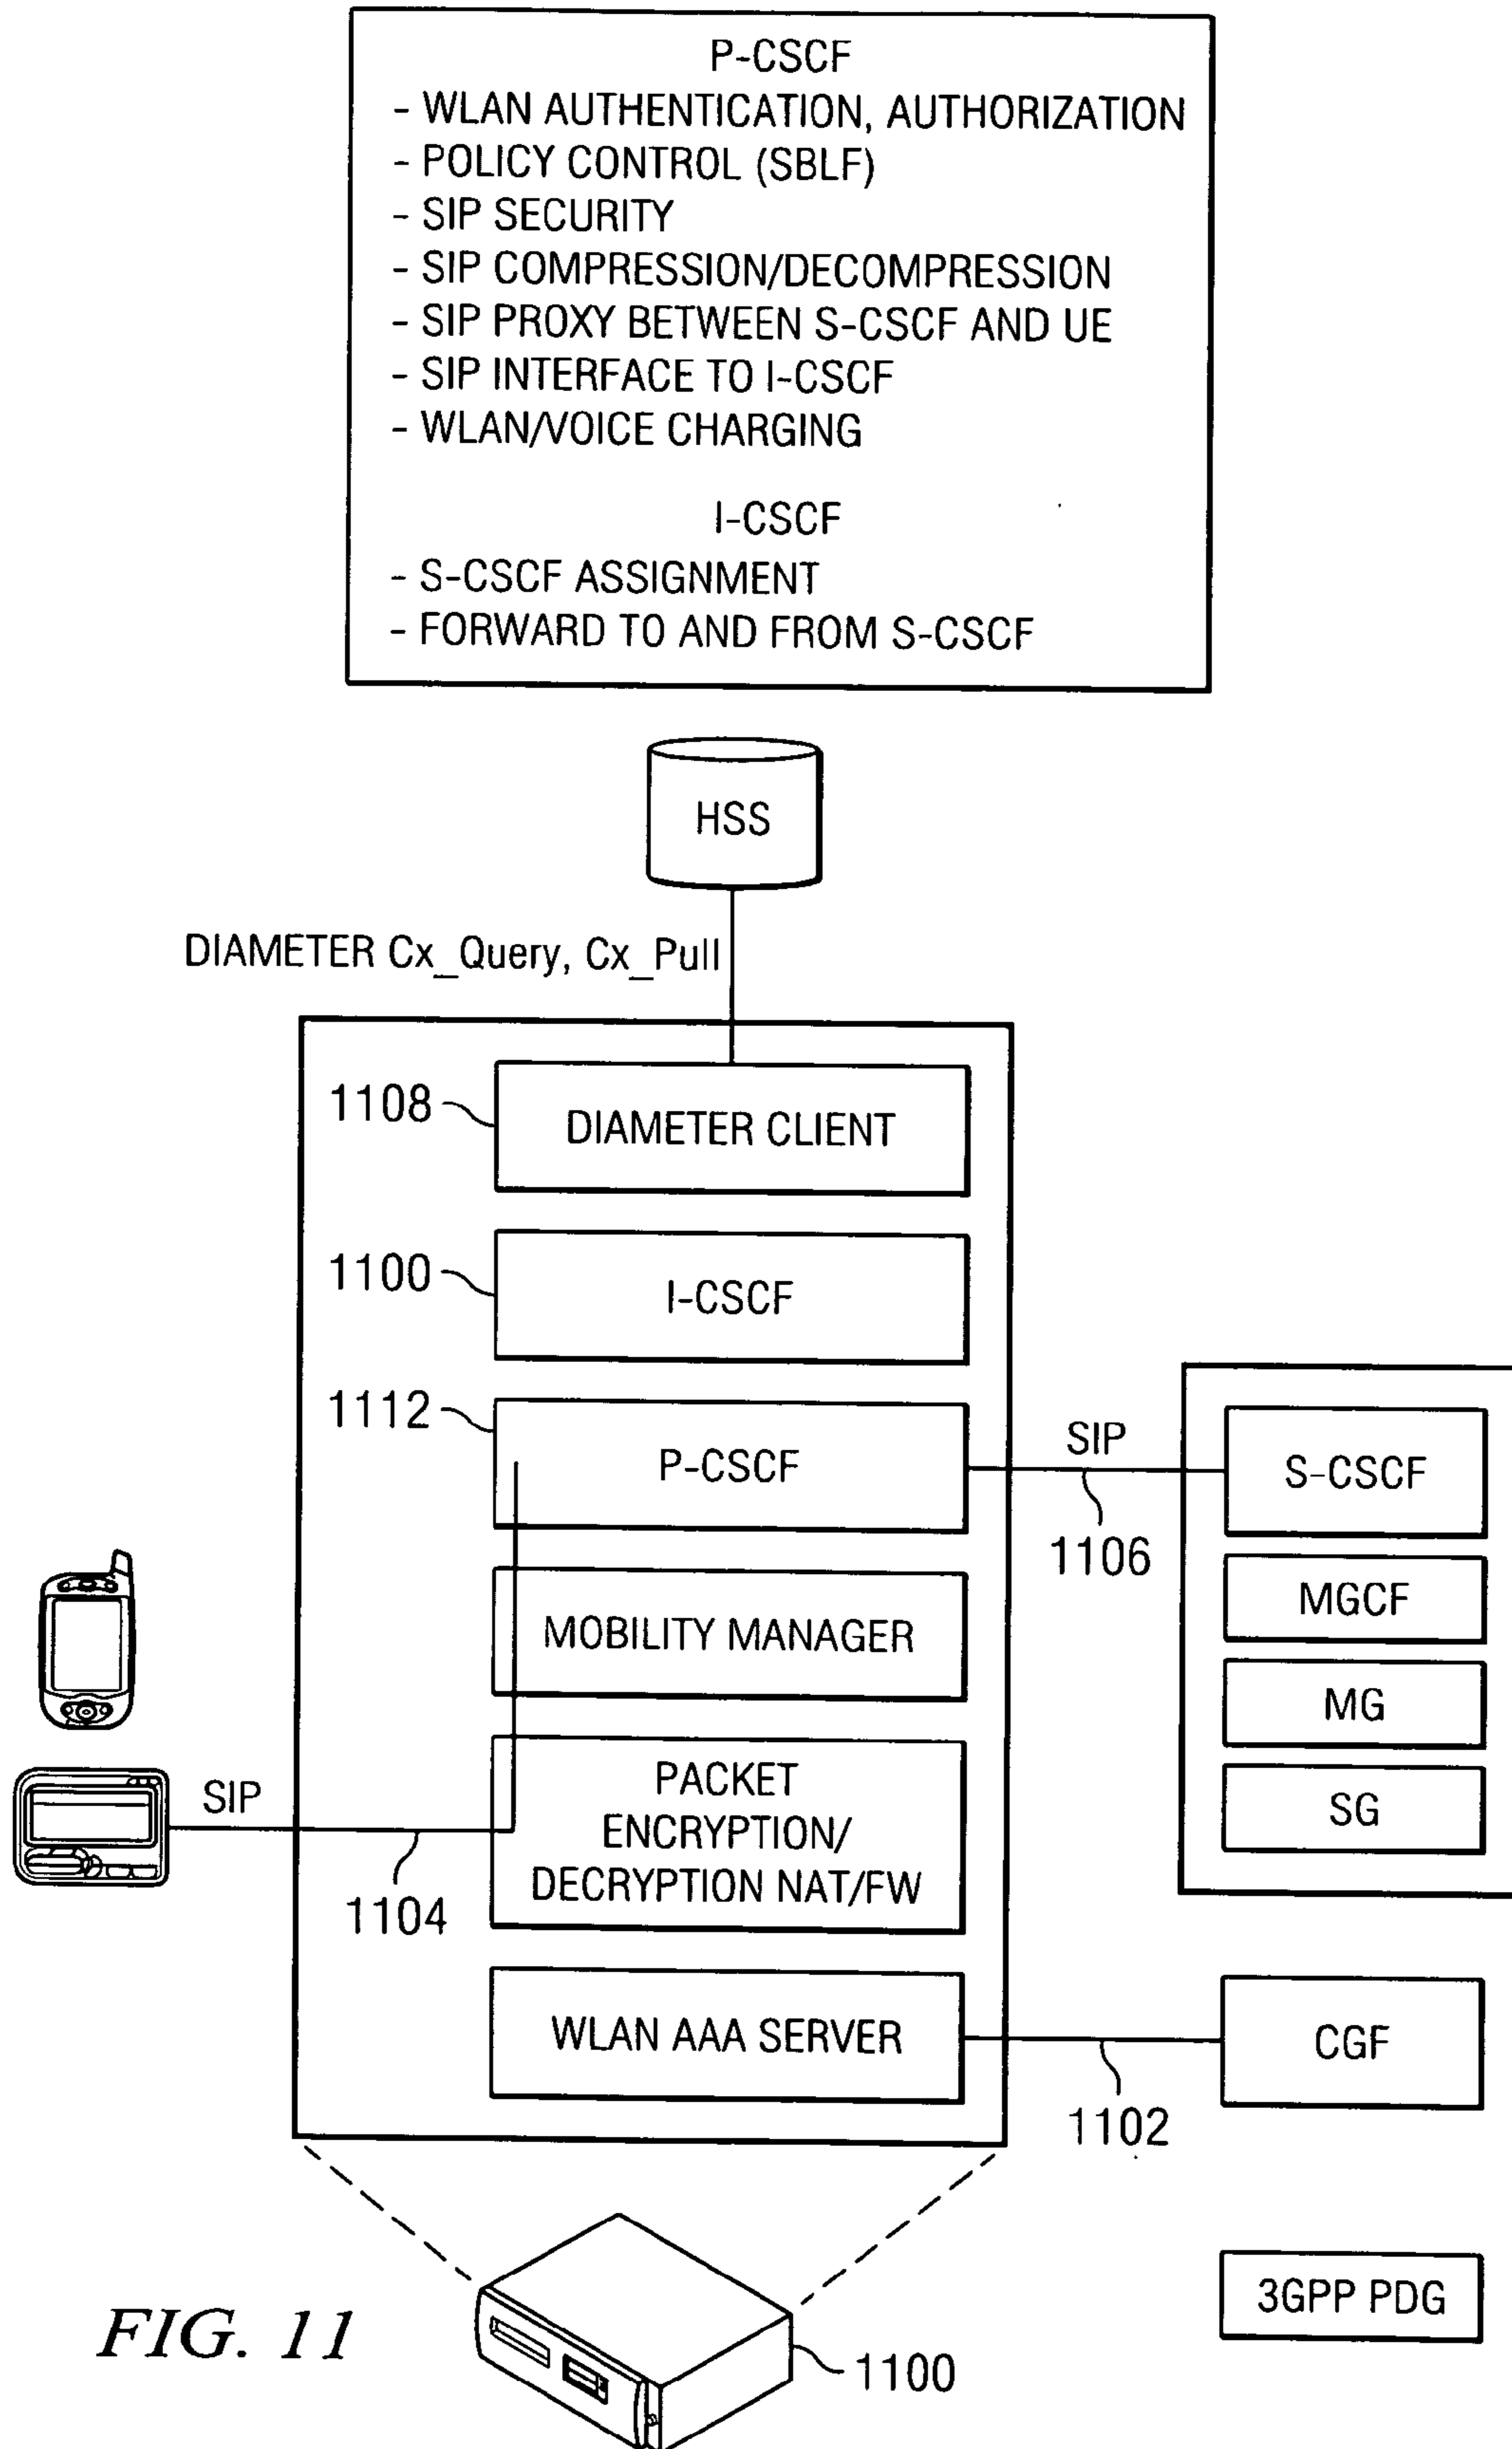 P-CSCF
- WLAN AUTHENTICATION, AUTHORIZATION
- POLICY CONTROL (SBLF)
- SIP SECURITY
- SIP COMPRESSION/DECOMPRESSION
- SIP PROXY BETWEEN S-CSCF AND UE
- SIP INTERFACE TO I-CSCF
- WLAN/VOICE CHARGING
I-CSCF
- S-CSCF ASSIGNMENT
- FORWARD TO AND FROM S-CSCF
HSS
DIAMETER Cx_Query, Cx_Pull
1108
DIAMETER CLIENT
1100
I-CSCF
1112
P-CSCF
SIP
1106
S-CSCF
MGCF
MG
SG
MOBILITY MANAGER
SIP
1104
PACKET
ENCRYPTION/
DECRYPTION NAT/FW
WLAN AAA SERVER
1102
CGF
3GPP PDG
1100
FIG. 11